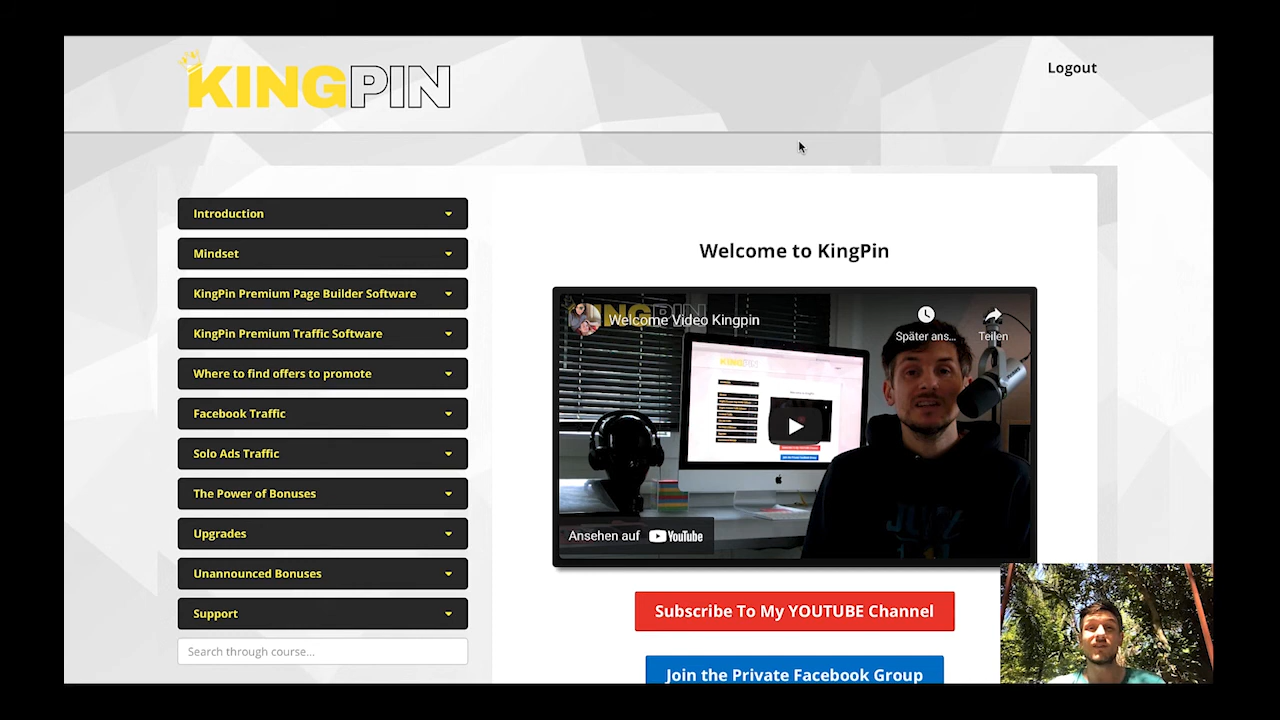 KINGPIN
Logout
Introduction
Mindset
KingPin Premium Page Builder Software
KingPin Premium Traffic Software
Where to find offers to promote
Facebook Traffic
Solo Ads Traffic
The Power of Bonuses
Upgrades
Unannounced Bonuses
Support
Search through course...
Welcome to KingPin
KINGPIN
Welcome Video Kingpin
Später ans...
Teilen
Ansehen auf YouTube
Subscribe To My YOUTUBE Channel
Join the Private Facebook Group